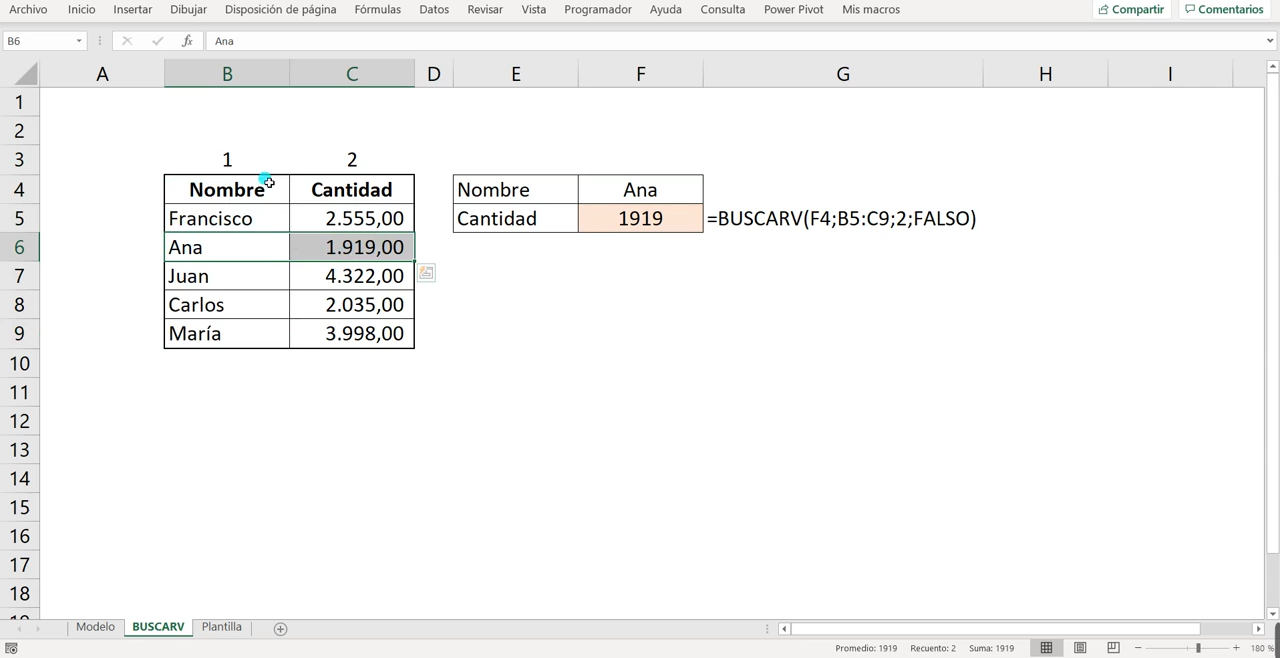 Archivo Inicio Insertar Dibujar Disposición de página Fórmulas Datos Revisar Vista Programador Ayuda Consulta Power Pivot Mis macros Compartir Comentarios
B6 fx Ana
A B C D E F G H I
1
2
3 1 2
4 Nombre Cantidad Nombre Ana
5 Francisco 2.555,00 Cantidad 1919 =BUSCARV(F4;B5:C9;2;FALSO)
6 Ana 1.919,00
7 Juan 4.322,00
8 Carlos 2.035,00
9 María 3.998,00
10
11
12
13
14
15
16
17
18
Modelo BUSCARV Plantilla
Promedio: 1919 Recuento: 2 Suma: 1919 180 %